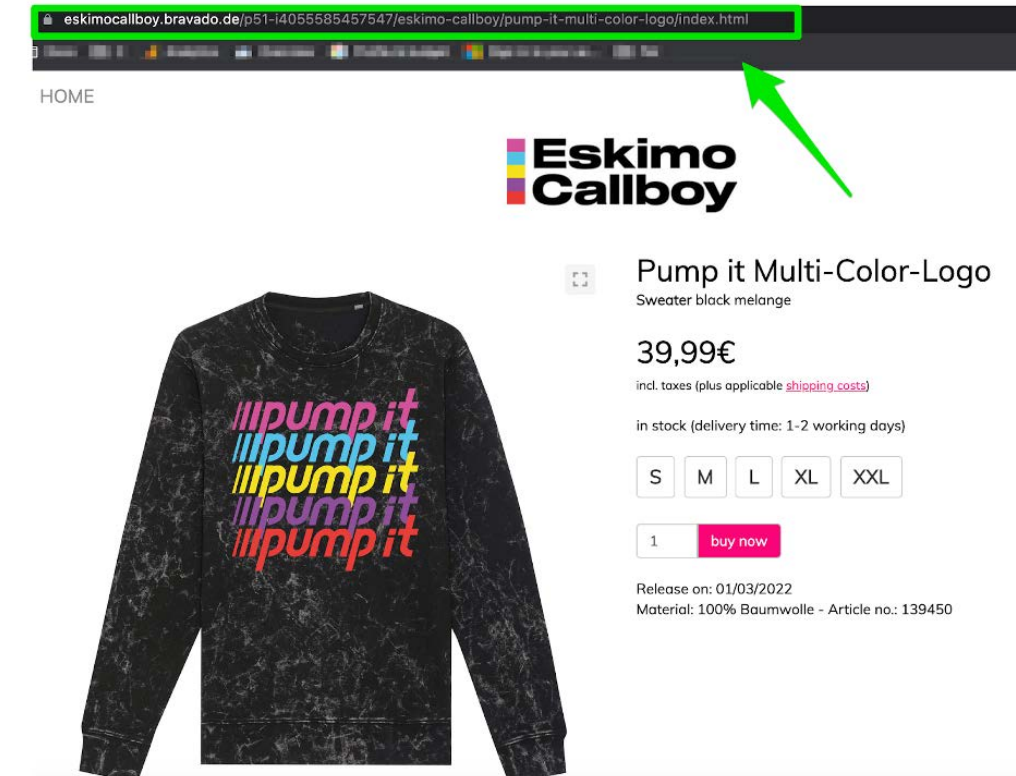 eskimocallboy.bravado.de/p51-i4055585457547/eskimo-callboy/pump-it-multi-color-logo/index.html
HOME
Eskimo
Callboy
Pump it Multi-Color-Logo
Sweater black melange
39,99€
incl. taxes (plus applicable shipping costs)
in stock (delivery time: 1-2 working days)
S M L XL XXL
1 buy now
Release on: 01/03/2022
Material: 100% Baumwolle - Article no.: 139450
pump it
pump it
pump it
pump it
pump it